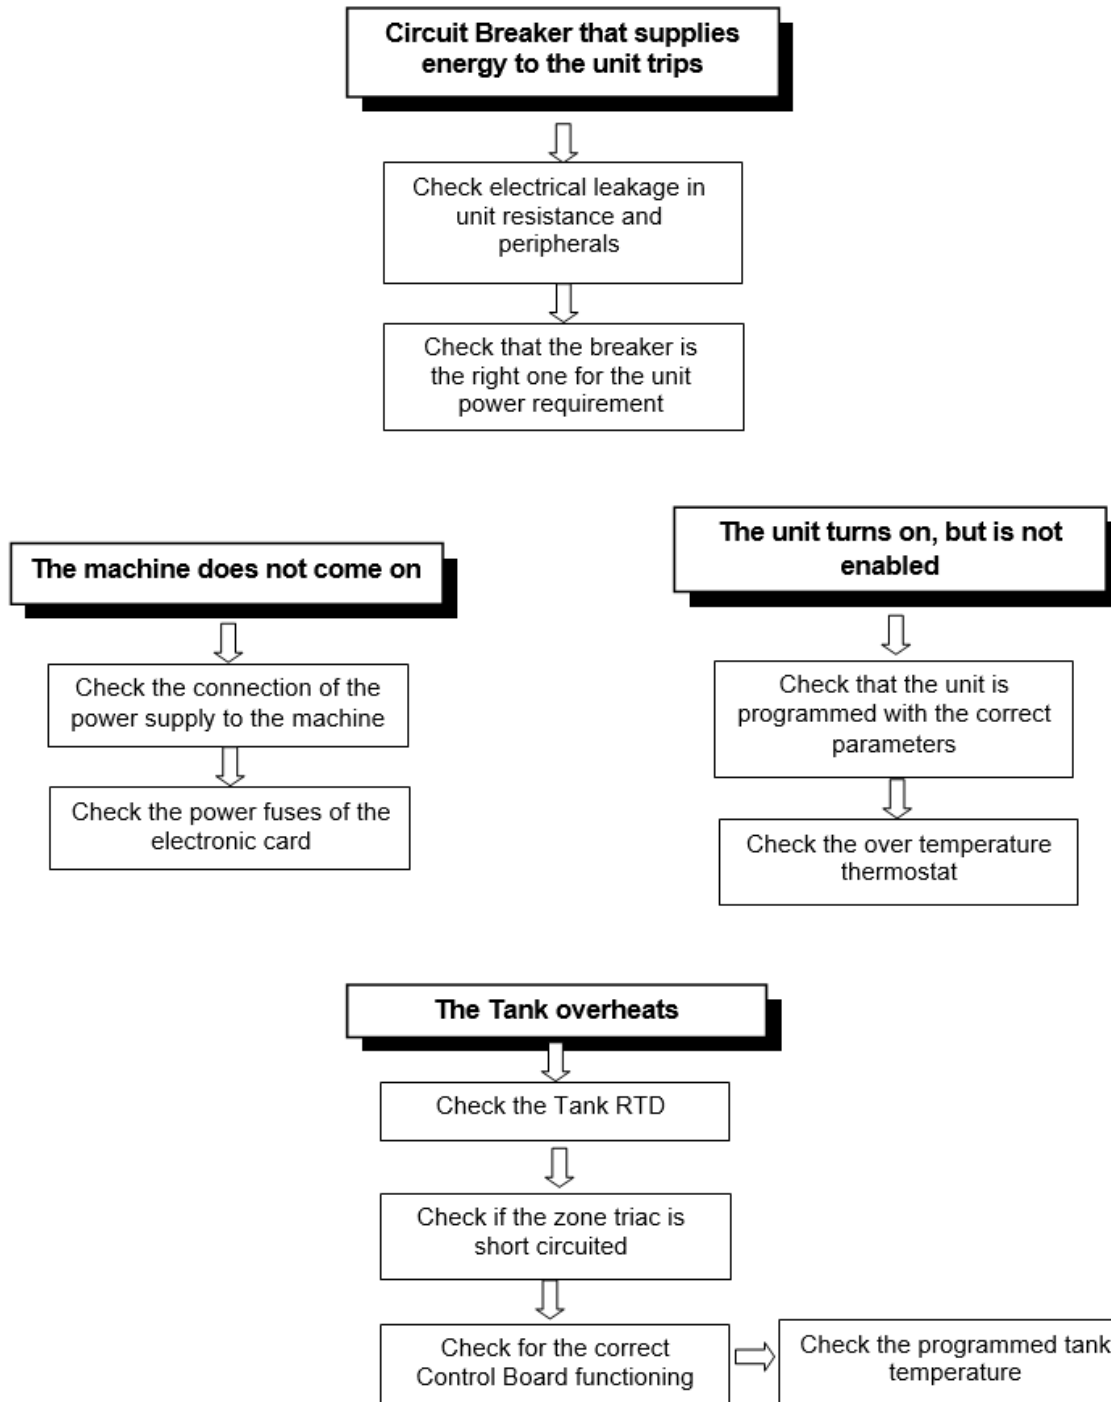 Circuit Breaker that supplies
energy to the unit trips
Check electrical leakage in
unit resistance and
peripherals
Check that the breaker is
the right one for the unit
power requirement
The machine does not come on
Check the connection of the
power supply to the machine
Check the power fuses of the
electronic card
The unit turns on, but is not
enabled
Check that the unit is
programmed with the correct
parameters
Check the over temperature
thermostat
The Tank overheats
Check the Tank RTD
Check if the zone triac is
short circuited
Check for the correct
Control Board functioning
Check the programmed tank
temperature